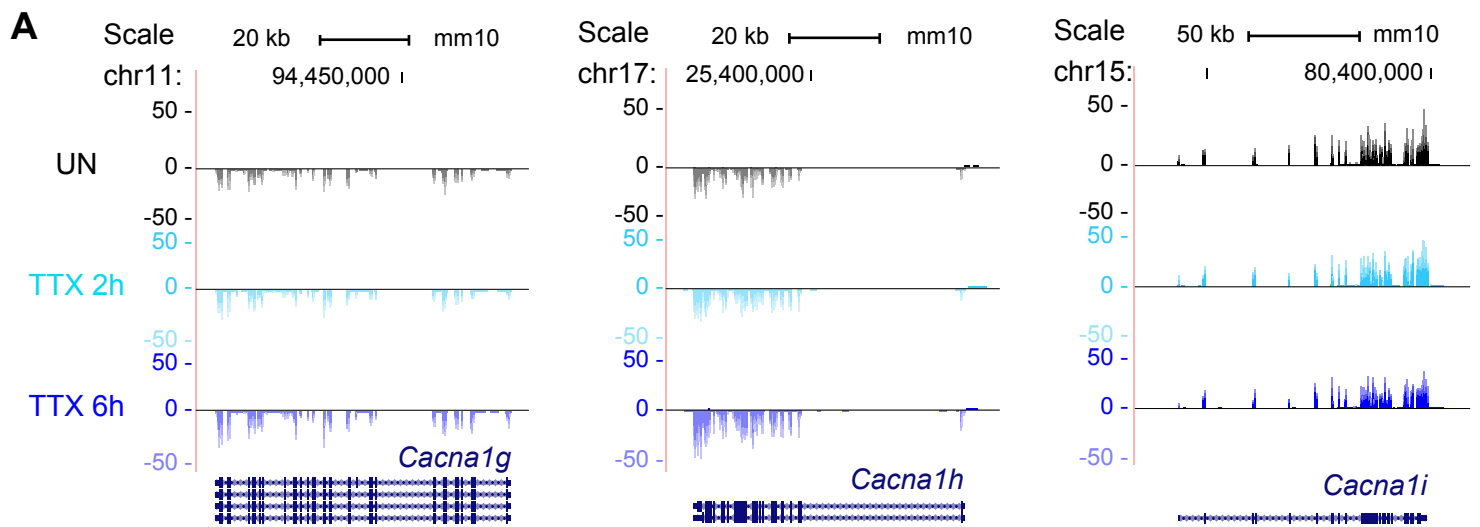 A
Scale 20 kb mm10
chr11: 94,450,000
50
UN 0
-50
50
TTX 2h 0
-50
50
TTX 6h 0
-50
Cacna1g
Scale 20 kb mm10
chr17: 25,400,000
50
0
-50
50
0
-50
50
0
-50
Cacna1h
Scale 50 kb mm10
chr15: 80,400,000
50
0
-50
50
0
-50
50
0
-50
Cacna1i